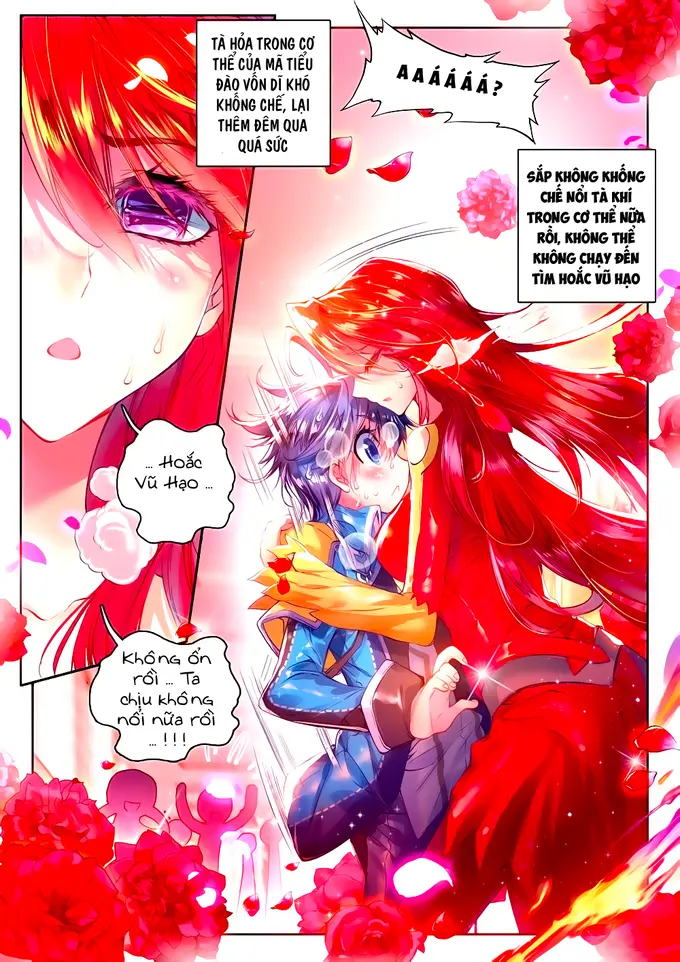 TÀ HỎA TRONG CƠ
THỂ CỦA MÃ TIỂU
ĐÀO VỐN DĨ KHÓ
KHỐNG CHẾ, LẠI
THÊM ĐÊM QUA
QUÁ SỨC
AAÁÁÁÁ?
SẮP KHÔNG KHỐNG
CHẾ NỔI TÀ KHÍ
TRONG CƠ THỂ NỮA
RỒI, KHÔNG THỂ
KHÔNG CHẠY ĐẾN
TÌM HOẮC VŨ HẠO
... Hoắc
Vũ Hạo ...
Không ổn
rồi ... Ta
chịu không
nổi nữa rồi
... !!!